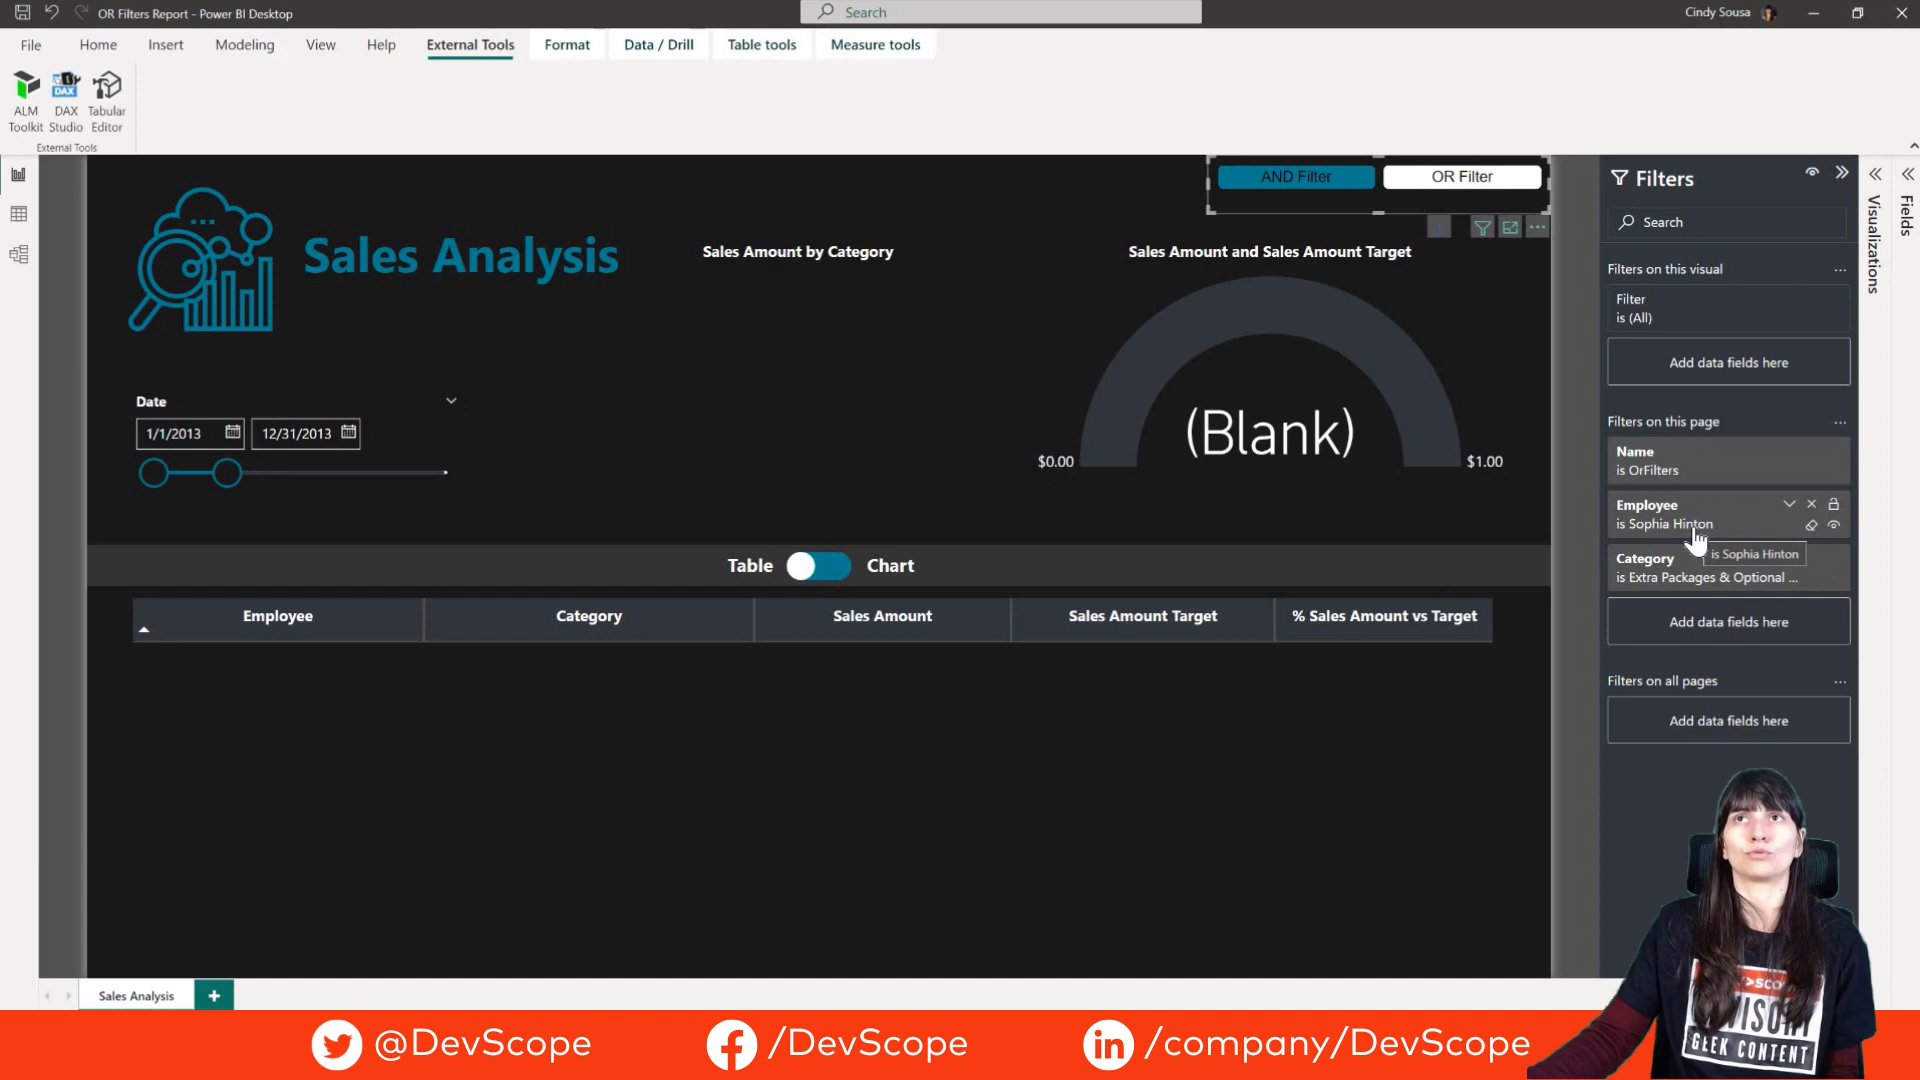 OR Filters Report - Power BI Desktop
Search
Cindy Sousa
File
Home
Insert
Modeling
View
Help
External Tools
Format
Data / Drill
Table tools
Measure tools
ALM Toolkit
DAX Studio
Tabular Editor
External Tools
AND Filter
OR Filter
Sales Analysis
Sales Amount by Category
Sales Amount and Sales Amount Target
(Blank)
$0.00
$1.00
Date
1/1/2013
12/31/2013
Table
Chart
Employee
Category
Sales Amount
Sales Amount Target
% Sales Amount vs Target
Filters
Search
Filters on this visual
Filter
is (All)
Add data fields here
Filters on this page
Name
is OrFilters
Employee
is Sophia Hinton
is Sophia Hinton
Category
is Extra Packages & Optional ...
Add data fields here
Filters on all pages
Add data fields here
Visualizations
Fields
Sales Analysis
@DevScope
/DevScope
/company/DevScope
GEEK CONTENT